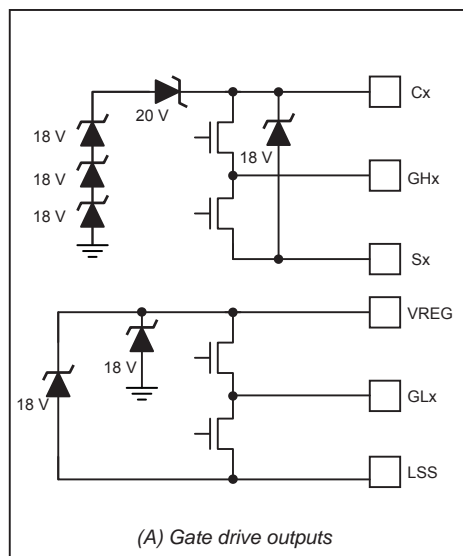 Cx
20 V
18 V
18 V
18 V
18 V
GHx
Sx
VREG
18 V
18 V
GLx
LSS
(A) Gate drive outputs